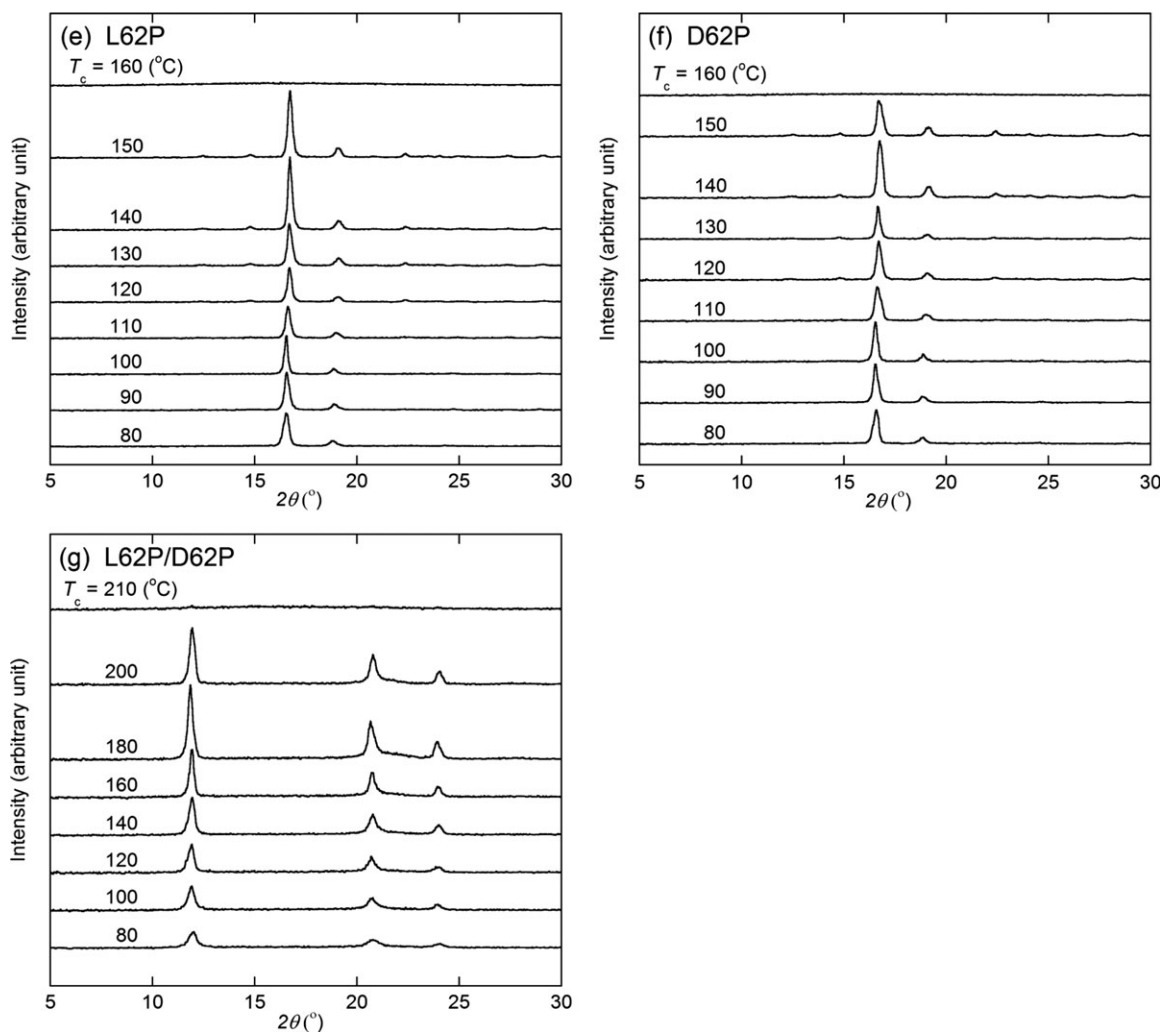 (e) L62P
Tc = 160 (°C)
150
140
130
120
110
100
90
80
Intensity (arbitrary unit)
5 10 15 20 25 30
2θ (°)
(f) D62P
Tc = 160 (°C)
150
140
130
120
110
100
90
80
Intensity (arbitrary unit)
5 10 15 20 25 30
2θ (°)
(g) L62P/D62P
Tc = 210 (°C)
200
180
160
140
120
100
80
Intensity (arbitrary unit)
5 10 15 20 25 30
2θ (°)